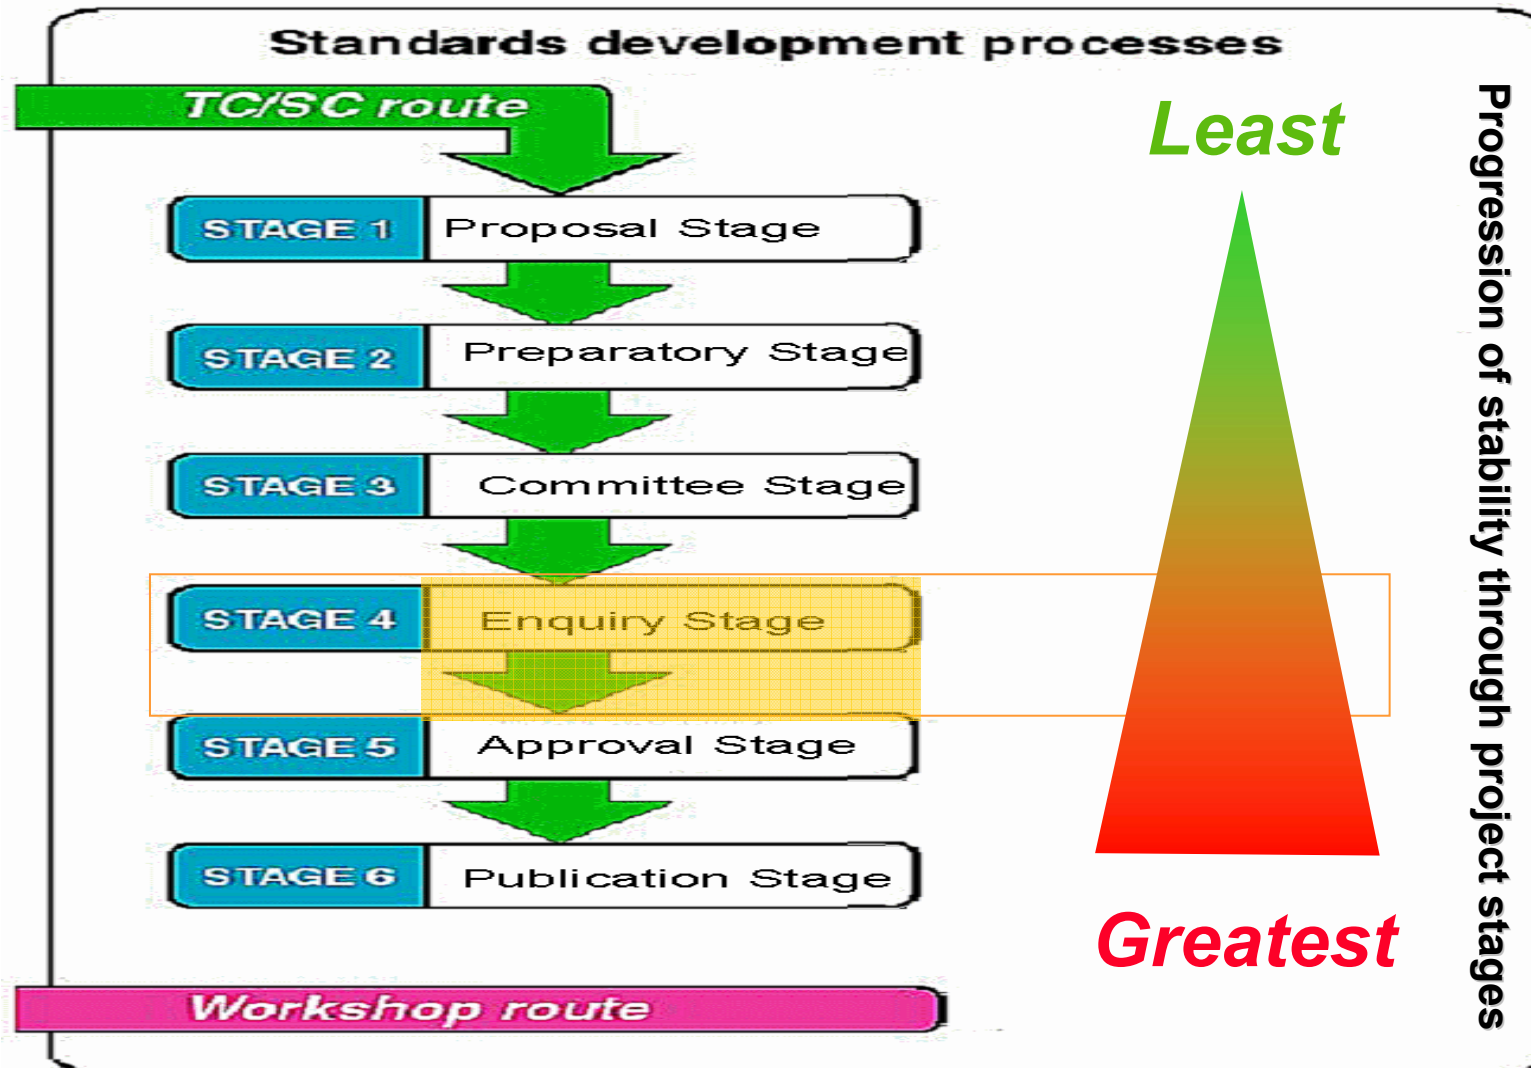 Standards development processes
TC/SC route
STAGE 1 Proposal Stage
STAGE 2 Preparatory Stage
STAGE 3 Committee Stage
STAGE 4 Enquiry Stage
STAGE 5 Approval Stage
STAGE 6 Publication Stage
Workshop route
Least
Greatest
Progression of stability through project stages